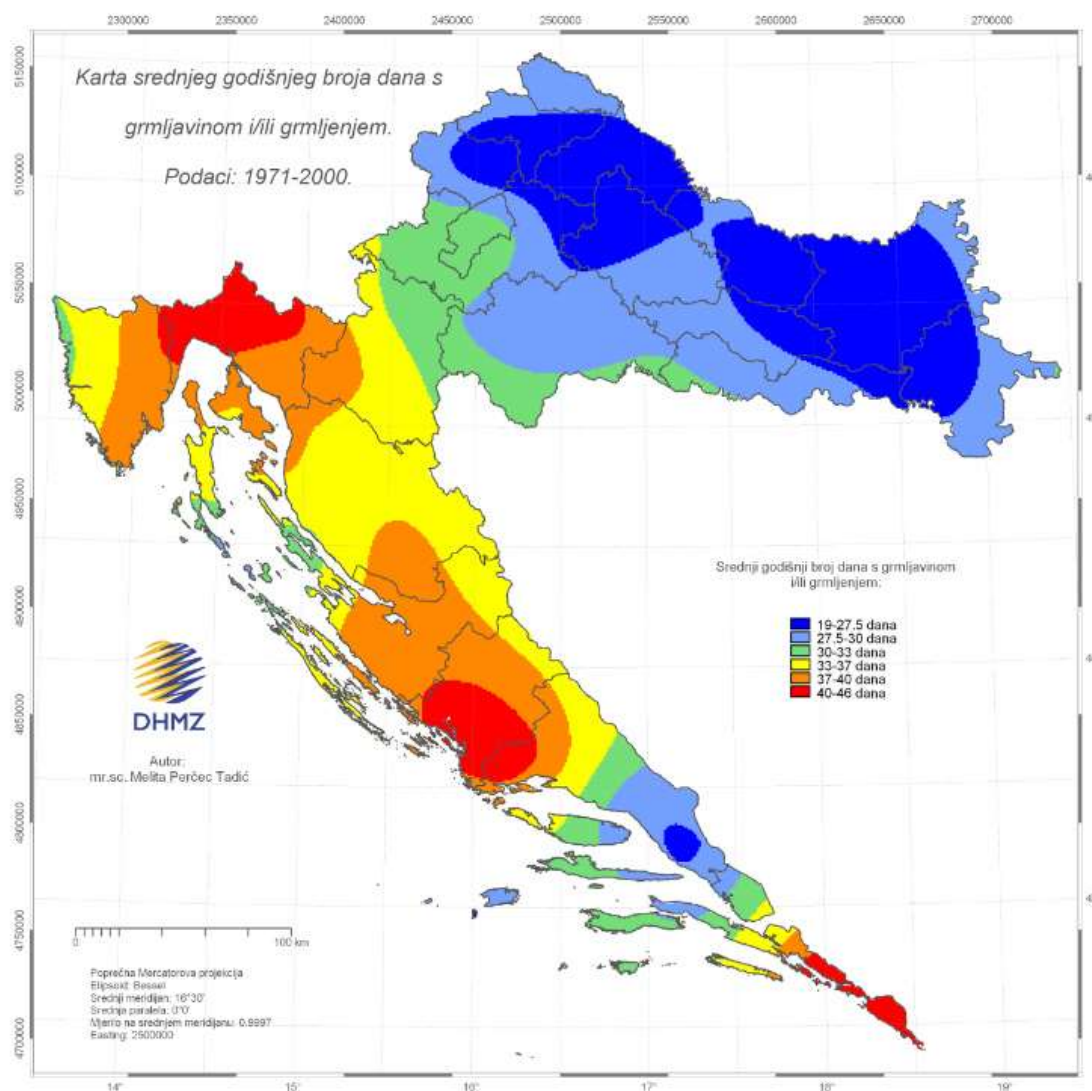 2300000 2350000 2400000 2450000 2500000 2550000 2600000 2650000 2700000
Karta srednjeg godišnjeg broja dana s
grmljavinom i/ili grmljenjem.
Podaci: 1971-2000.
5150000
5100000
5050000
5000000
4950000
4900000
4850000
4800000
4750000
4700000
Srednji godišnji broj dana s grmljavinom
i/ili grmljenjem:
19-27.5 dana
27.5-30 dana
30-33 dana
33-37 dana
37-40 dana
40-46 dana
DHMZ
Autor:
mr.sc. Melita Perčec Tadić
0 100 km
Poprečna Mercatorova projekcija
Elipsoid: Bessel
Srednji meridijan: 16°30'
Srednja paralela: 0°0'
Mjerilo na srednjem meridijanu: 0.9997
Easting: 2500000
14° 15° 16° 17° 18° 19°